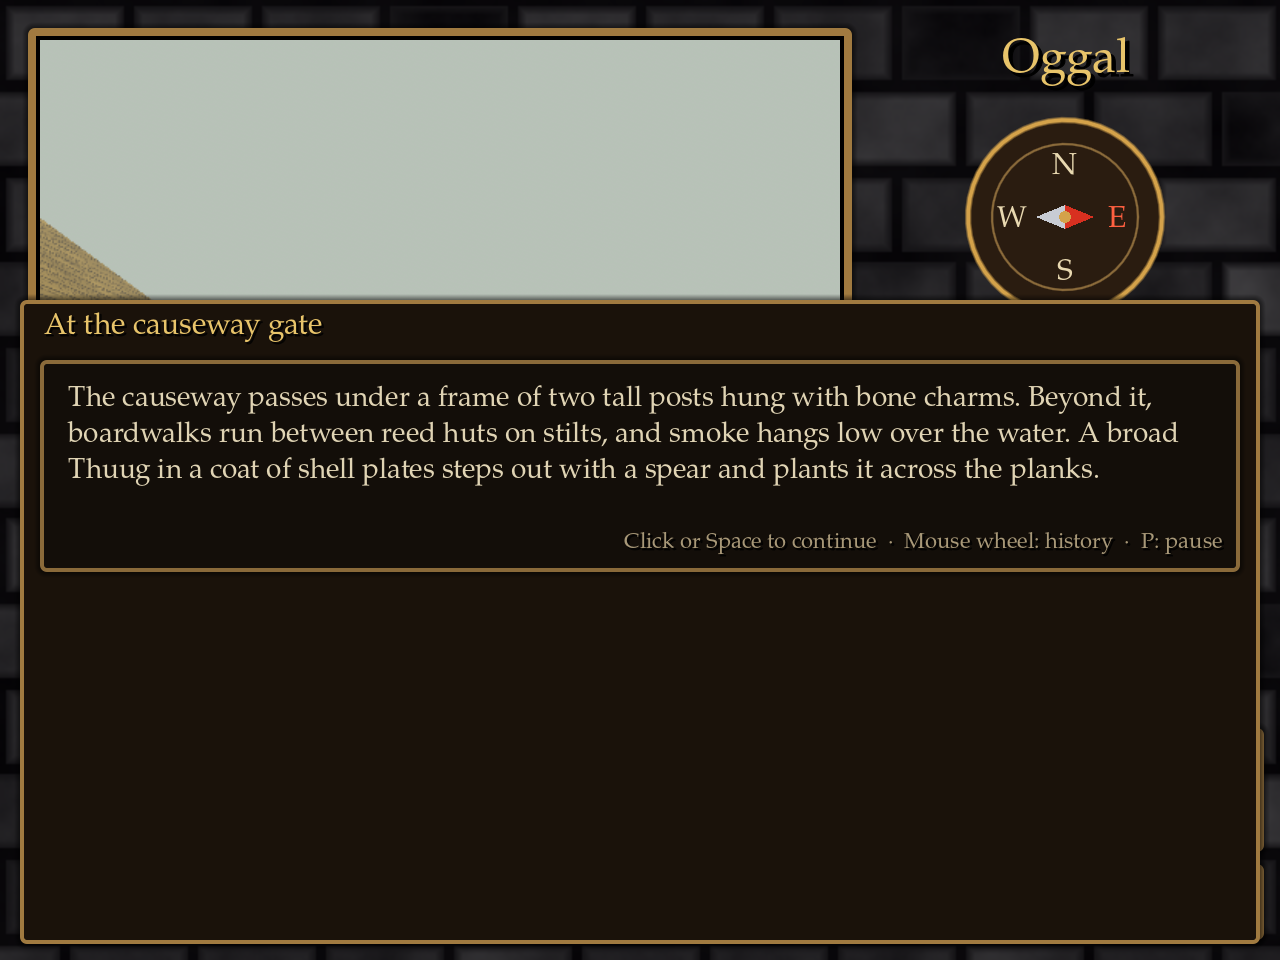 Oggal
N
W E
S
At the causeway gate
The causeway passes under a frame of two tall posts hung with bone charms. Beyond it,
boardwalks run between reed huts on stilts, and smoke hangs low over the water. A broad
Thuug in a coat of shell plates steps out with a spear and plants it across the planks.
Click or Space to continue · Mouse wheel: history · P: pause